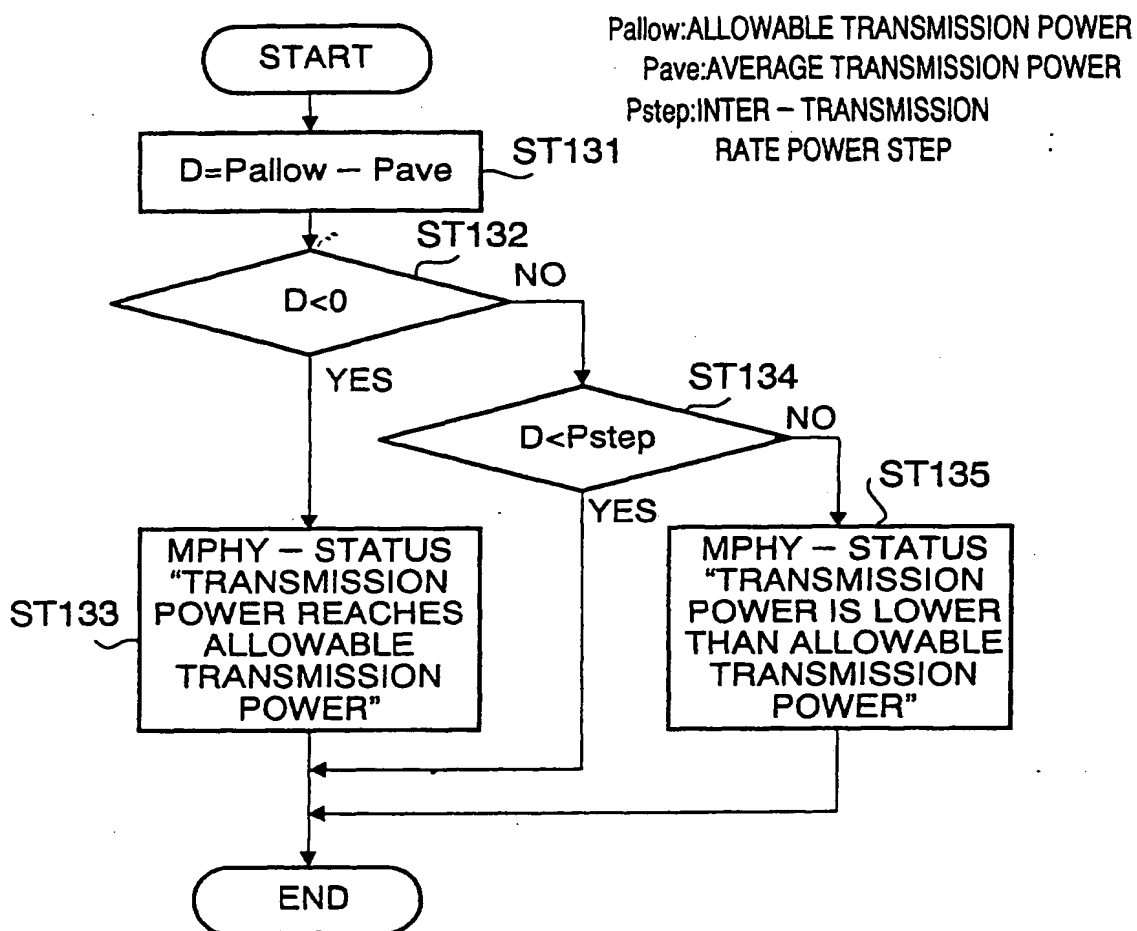 Pallow:ALLOWABLE TRANSMISSION POWER
Pave:AVERAGE TRANSMISSION POWER
Pstep:INTER – TRANSMISSION
RATE POWER STEP
START
D=Pallow – Pave
ST131
ST132
D<0
NO
YES
ST134
D<Pstep
NO
YES
ST135
MPHY – STATUS
“TRANSMISSION
POWER REACHES
ALLOWABLE
TRANSMISSION
POWER”
ST133
MPHY – STATUS
“TRANSMISSION
POWER IS LOWER
THAN ALLOWABLE
TRANSMISSION
POWER”
END